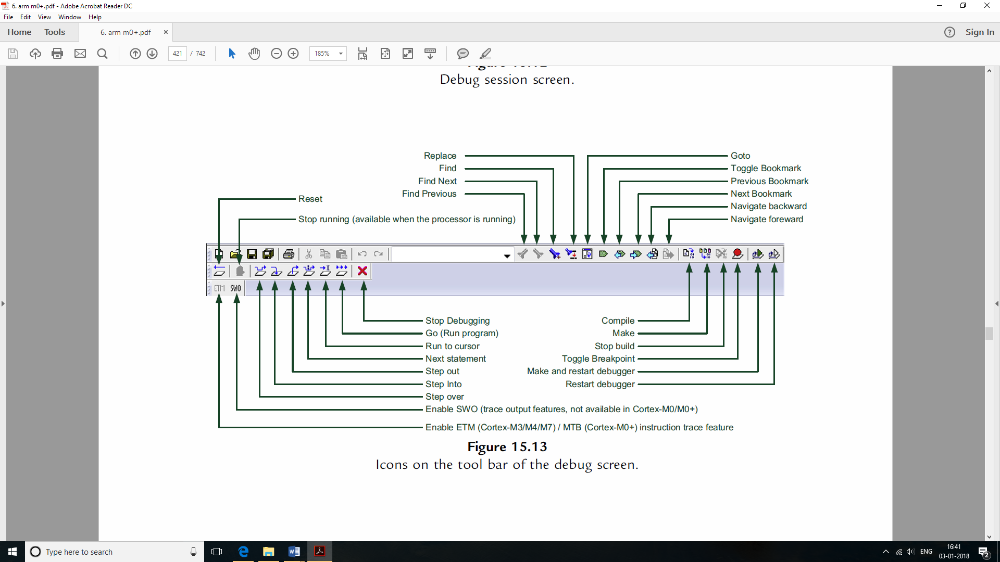 6. arm m0+.pdf - Adobe Acrobat Reader DC
File Edit View Window Help
Home Tools 6. arm m0+.pdf × ? Sign In
421 / 742 185%
Debug session screen.
Replace
Find
Find Next
Find Previous
Goto
Toggle Bookmark
Previous Bookmark
Next Bookmark
Navigate backward
Navigate foreward
Reset
Stop running (available when the processor is running)
ETM SWO
Stop Debugging
Go (Run program)
Run to cursor
Next statement
Step out
Step Into
Step over
Enable SWO (trace output features, not available in Cortex-M0/M0+)
Enable ETM (Cortex-M3/M4/M7) / MTB (Cortex-M0+) instruction trace feature
Compile
Make
Stop build
Toggle Breakpoint
Make and restart debugger
Restart debugger
Figure 15.13
Icons on the tool bar of the debug screen.
Type here to search
ENG
16:41
03-01-2018
2